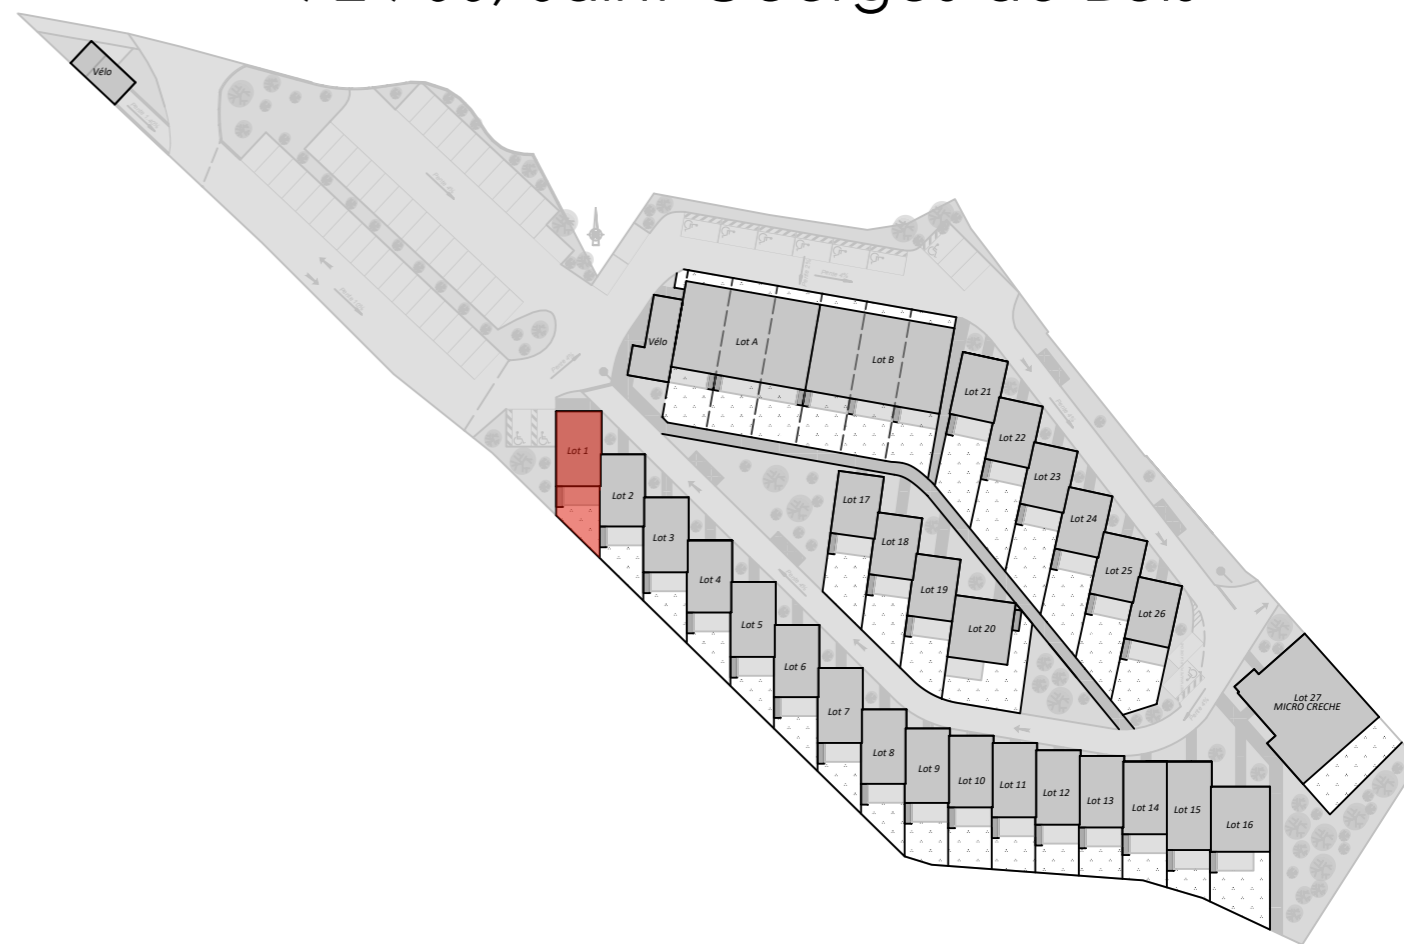 Vélo
Lot A
Vélo
Lot B
Lot 21
Lot 22
Lot 1
Lot 23
Lot 2
Lot 17
Lot 24
Lot 3
Lot 18
Lot 25
Lot 4
Lot 19
Lot 26
Lot 5
Lot 20
Lot 6
Lot 27
MICRO CRECHE
Lot 7
Lot 8
Lot 9
Lot 10
Lot 11
Lot 12
Lot 13
Lot 14
Lot 15
Lot 16